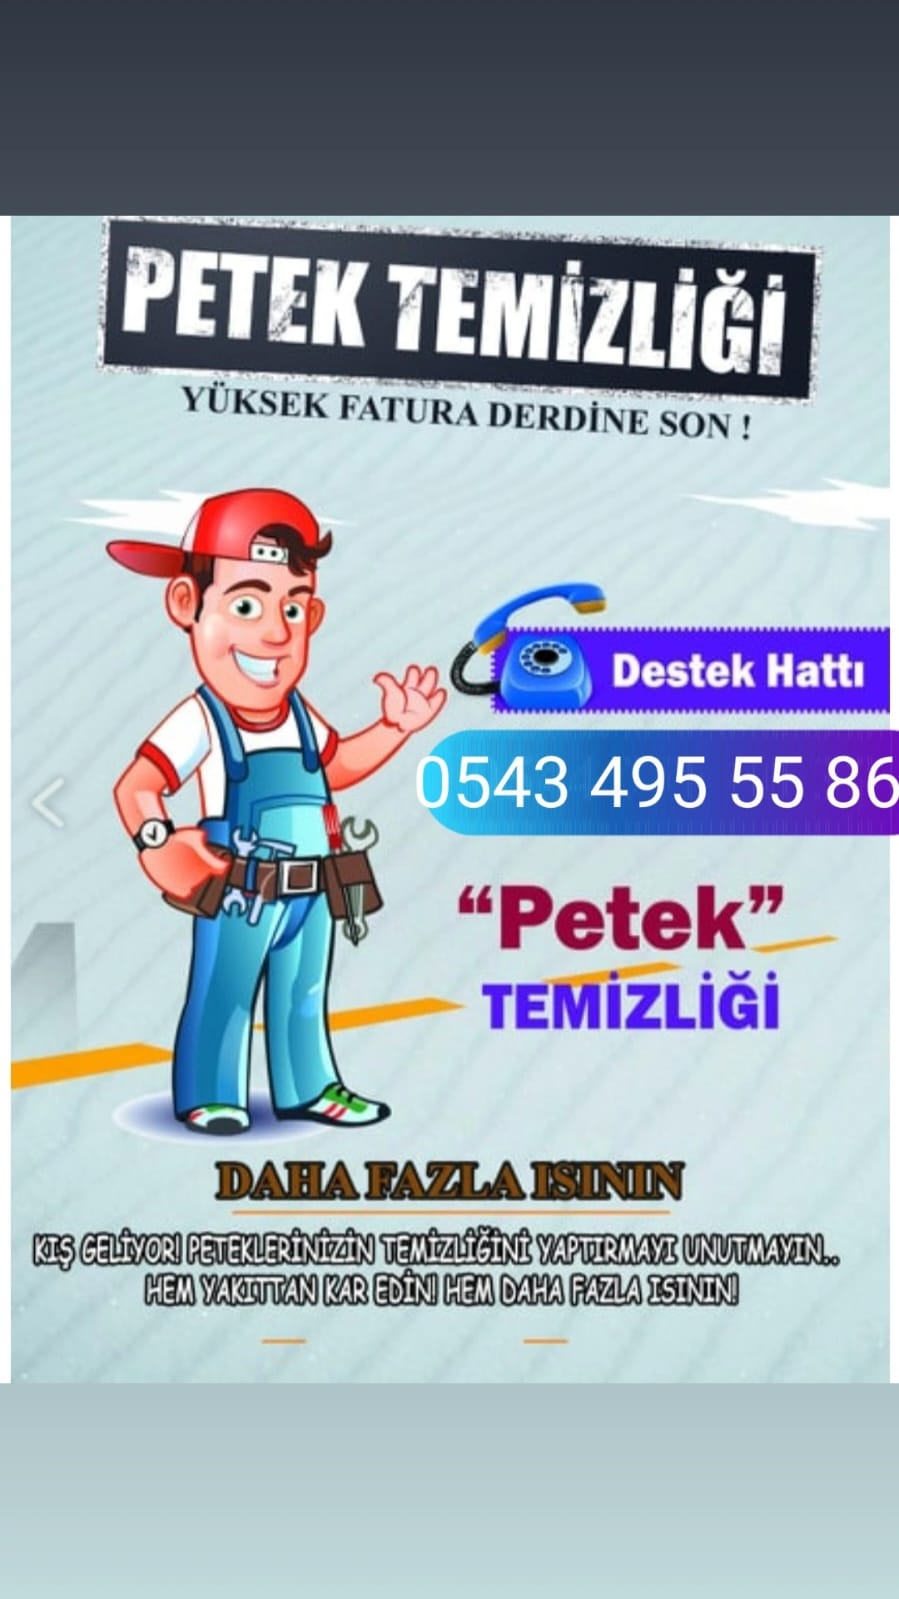 PETEK TEMİZLİĞİ
YÜKSEK FATURA DERDİNE SON !
Destek Hattı
0543 495 55 86
“Petek”
TEMİZLİĞİ
DAHA FAZLA ISININ
KIŞ GELİYOR! PETEKLERİNİZİN TEMİZLİĞİNİ YAPTIRMAYI UNUTMAYIN..
HEM YAKITTAN KAR EDİN! HEM DAHA FAZLA ISININ!